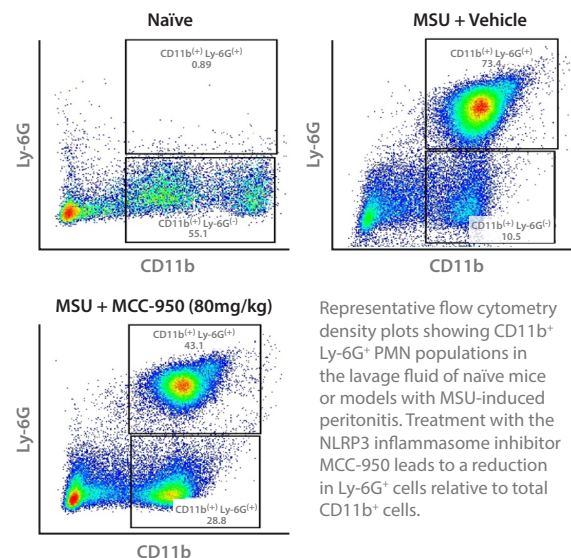 Naïve
CD11b(+) Ly-6G(+)
0.89
Ly-6G
CD11b(+) Ly-6G(-)
55.1
CD11b
MSU + Vehicle
CD11b(+) Ly-6G(+)
73.4
Ly-6G
CD11b(+) Ly-6G(-)
10.5
CD11b
MSU + MCC-950 (80mg/kg)
CD11b(+) Ly-6G(+)
43.1
Ly-6G
CD11b(+) Ly-6G(-)
28.8
CD11b
Representative flow cytometry
density plots showing CD11b+
Ly-6G+ PMN populations in
the lavage fluid of naïve mice
or models with MSU-induced
peritonitis. Treatment with the
NLRP3 inflammasome inhibitor
MCC-950 leads to a reduction
in Ly-6G+ cells relative to total
CD11b+ cells.